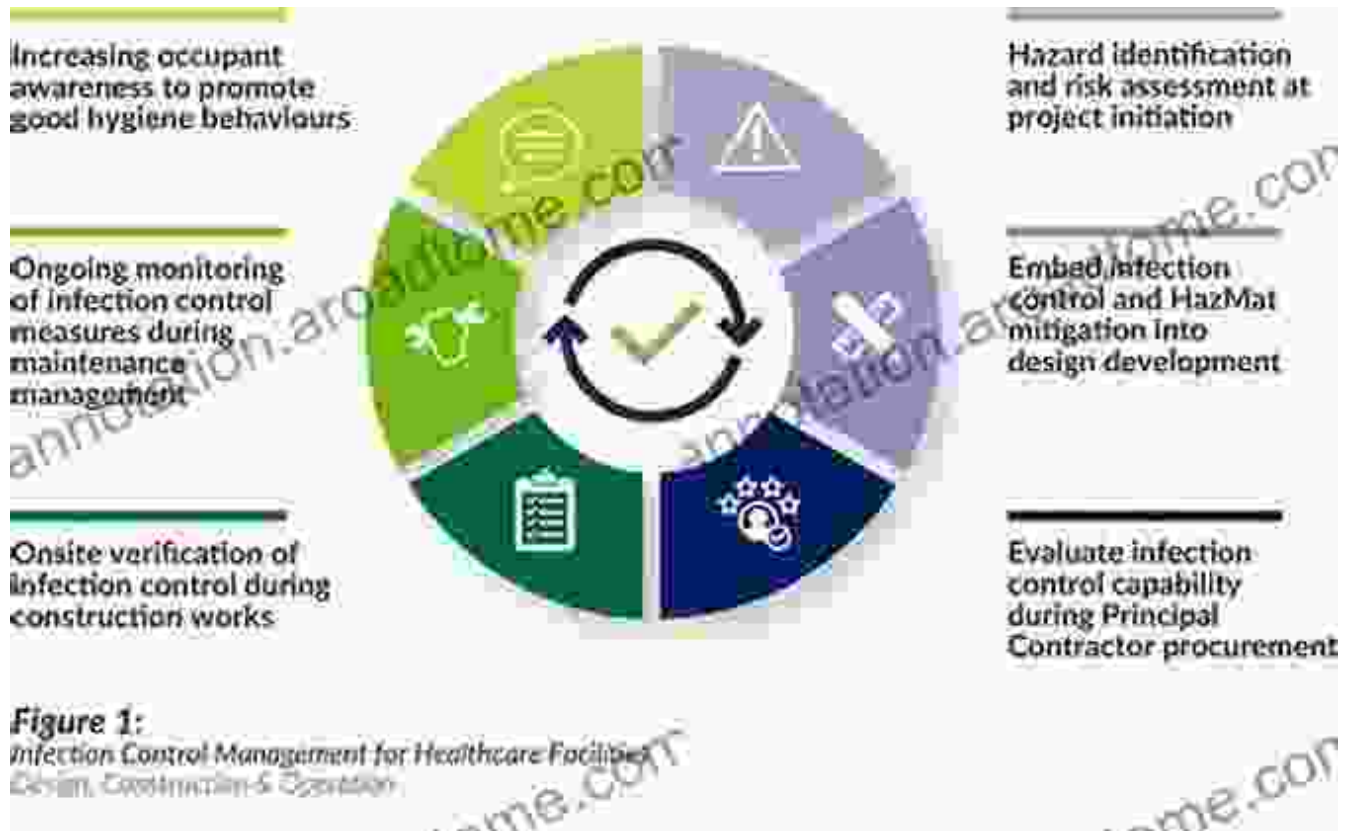 Increasing occupant
awareness to promote
good hygiene behaviours
Ongoing monitoring
of infection control
measures during
maintenance
management
Onsite verification of
infection control during
construction works
Hazard identification
and risk assessment at
project initiation
Embed infection
control and HazMat
mitigation into
design development
Evaluate infection
control capability
during Principal
Contractor procurement
Figure 1:
Infection Control Management for Healthcare Facilities
Design, Construction & Operation